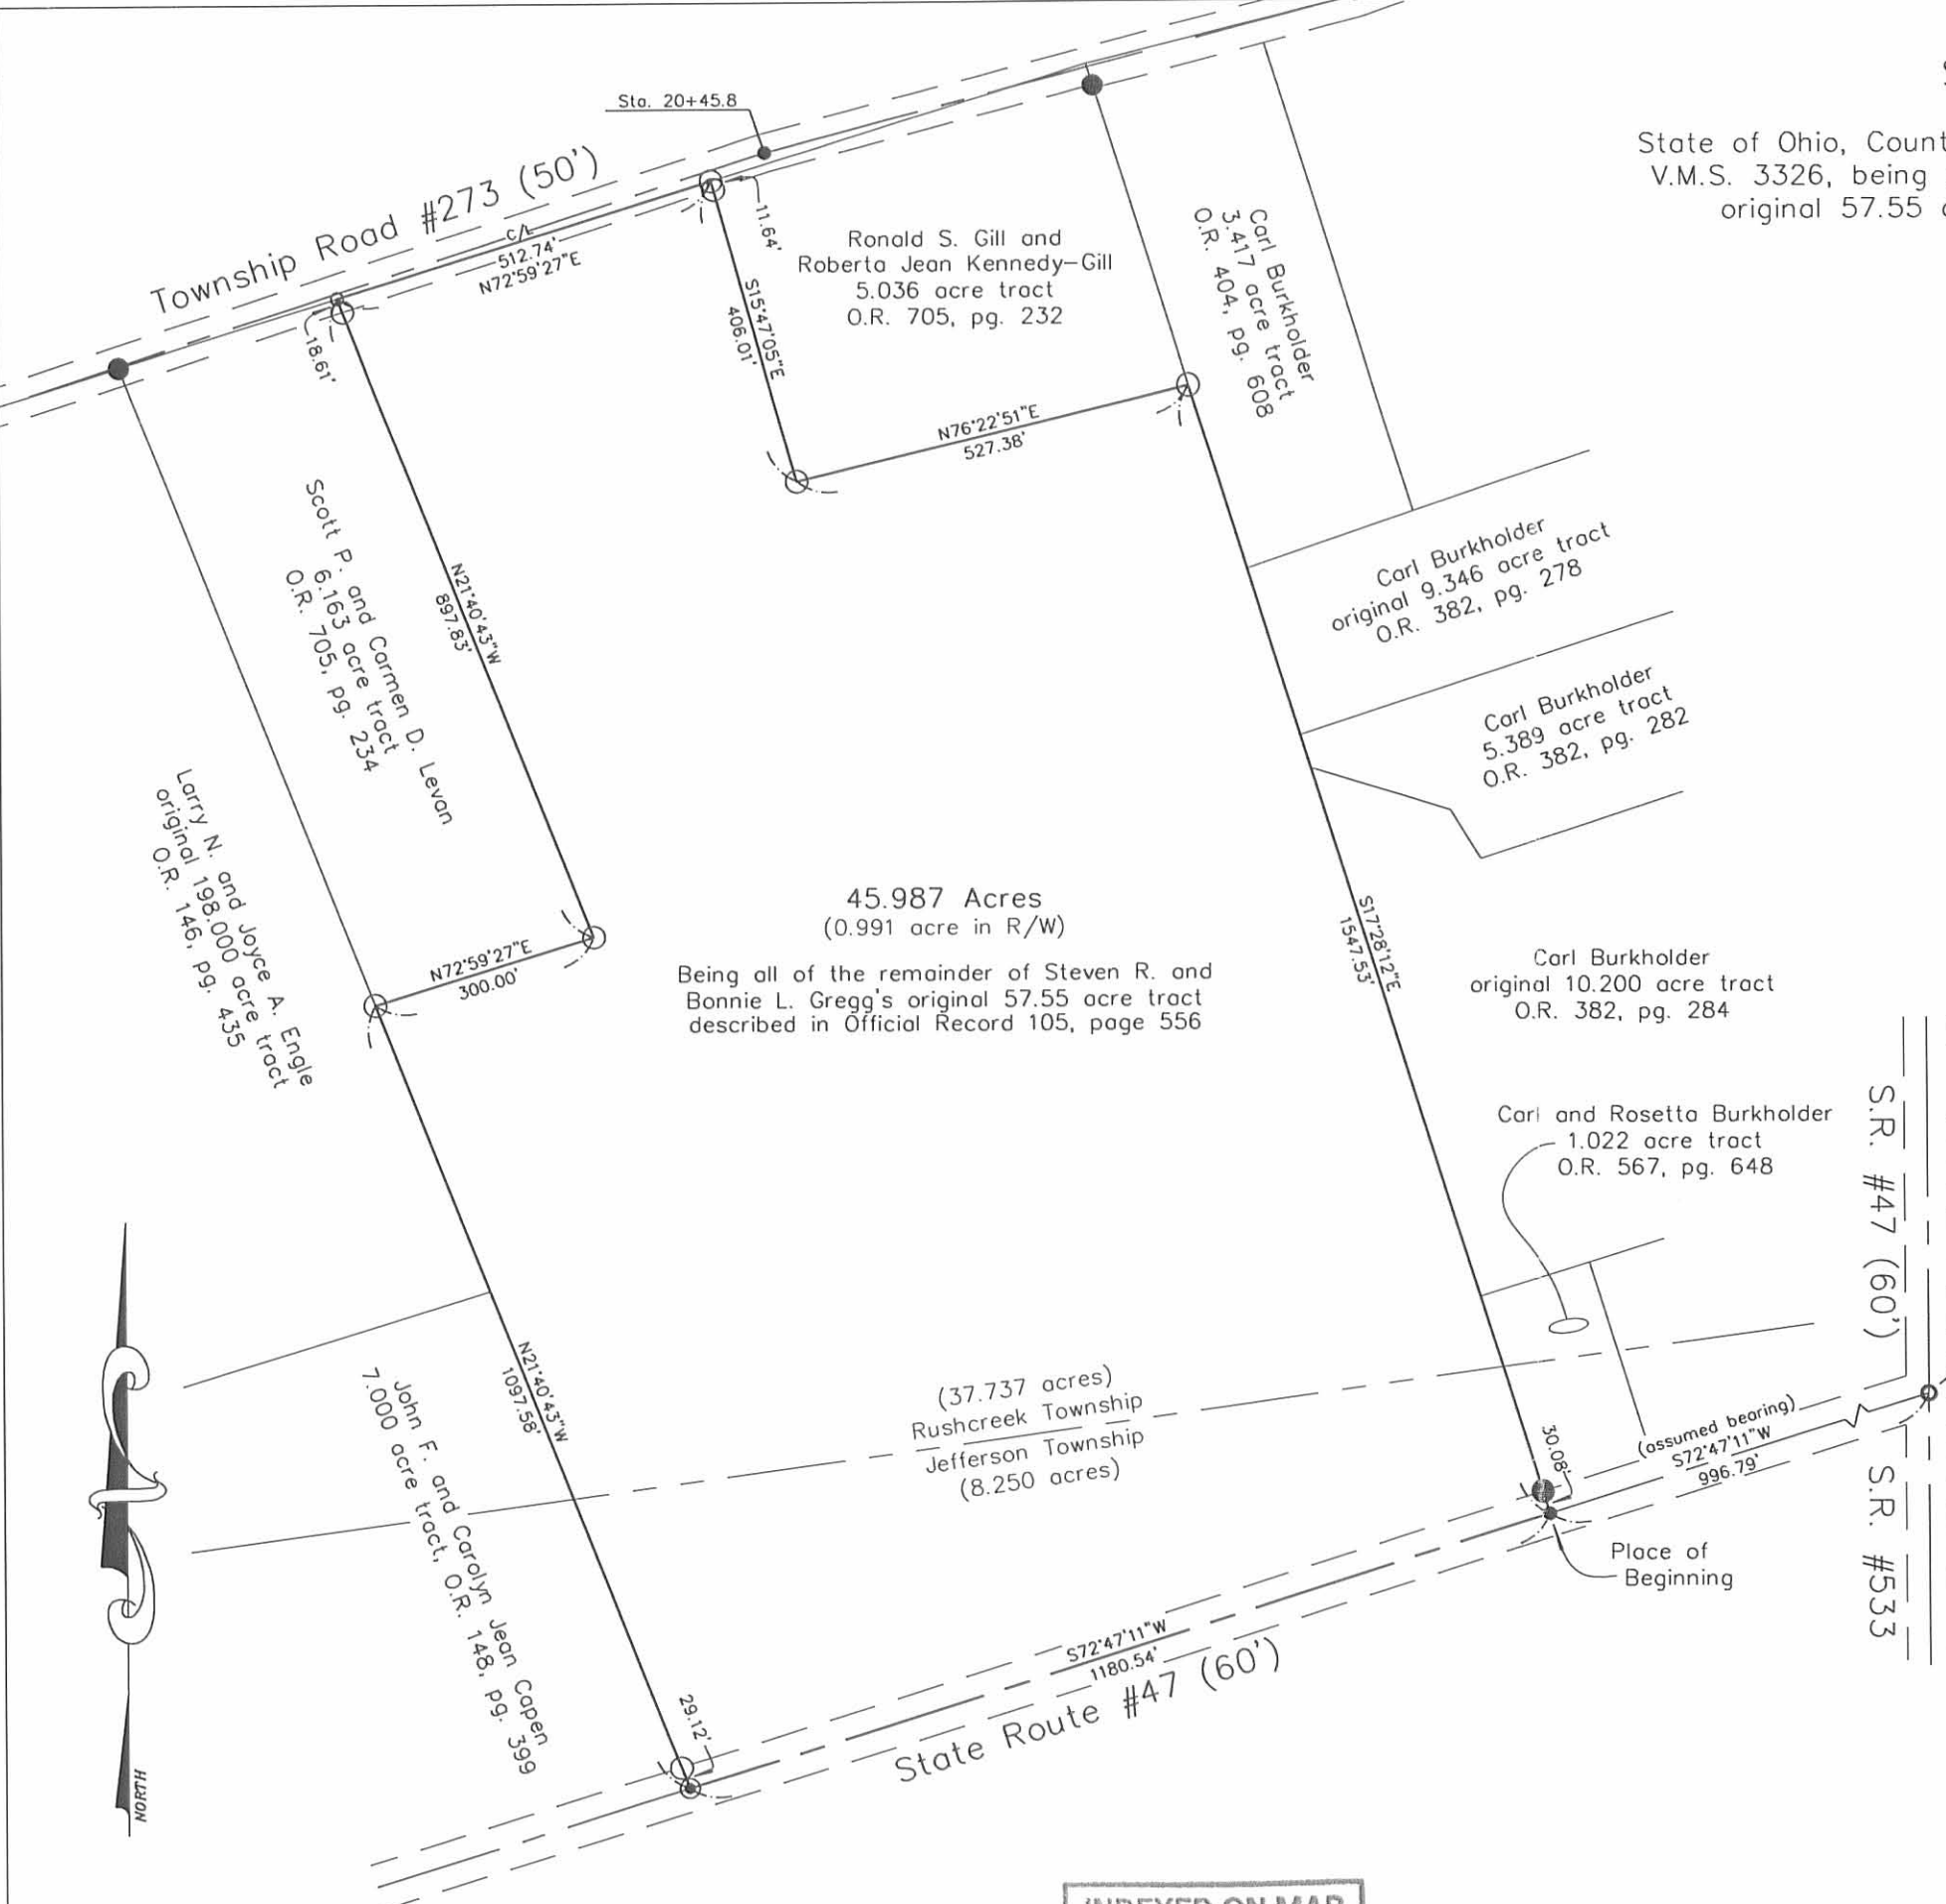 Sta. 20+45.8
State of Ohio, Count
V.M.S. 3326, being
original 57.55
Township Road #273 (50')
C/L
512.74'
N72°59'27"E
11.64'
18.61'
Ronald S. Gill and
Roberta Jean Kennedy-Gill
5.036 acre tract
O.R. 705, pg. 232
S15°47'05"E
406.01'
Carl Burkholder
3.417 acre tract
O.R. 404, pg. 608
N76°22'51"E
527.38'
Scott P. and Carmen D. Levan
6.163 acre tract
O.R. 705, pg. 234
N21°40'43"W
897.83'
Carl Burkholder
original 9.346 acre tract
O.R. 382, pg. 278
Carl Burkholder
5.389 acre tract
O.R. 382, pg. 282
Larry N. and Joyce A. Engle
original 198.000 acre tract
O.R. 146, pg. 435
N72°59'27"E
300.00'
45.987 Acres
(0.991 acre in R/W)
Being all of the remainder of Steven R. and
Bonnie L. Gregg's original 57.55 acre tract
described in Official Record 105, page 556
S17°28'12"E
1547.53'
Carl Burkholder
original 10.200 acre tract
O.R. 382, pg. 284
Carl and Rosetta Burkholder
1.022 acre tract
O.R. 567, pg. 648
S.R. #47 (60')
John F. and Carolyn Jean Capen
7.000 acre tract, O.R. 148, pg. 399
N21°40'43"W
1097.58'
(37.737 acres)
Rushcreek Township
Jefferson Township
(8.250 acres)
30.08'
(assumed bearing)
S72°47'11"W
996.79'
S.R. #533
Place of
Beginning
S72°47'11"W
1180.54'
State Route #47 (60')
29.12'
NORTH
INDEXED ON MAP